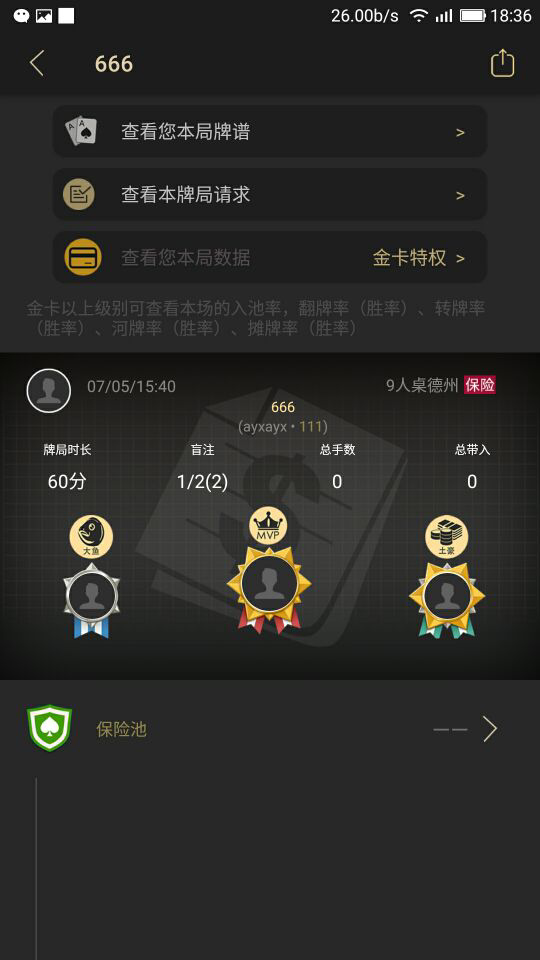 26.00b/s 18:36
666
查看您本局牌谱 >
查看本牌局请求 >
查看您本局数据 金卡特权 >
金卡以上级别可查看本场的入池率，翻牌率（胜率）、转牌率
（胜率）、河牌率（胜率）、摊牌率（胜率）
07/05/15:40 9人桌德州 保险
666
(ayxayx • 111)
牌局时长 盲注 总手数 总带入
60分 1/2(2) 0 0
大鱼 MVP 土豪
保险池 ——